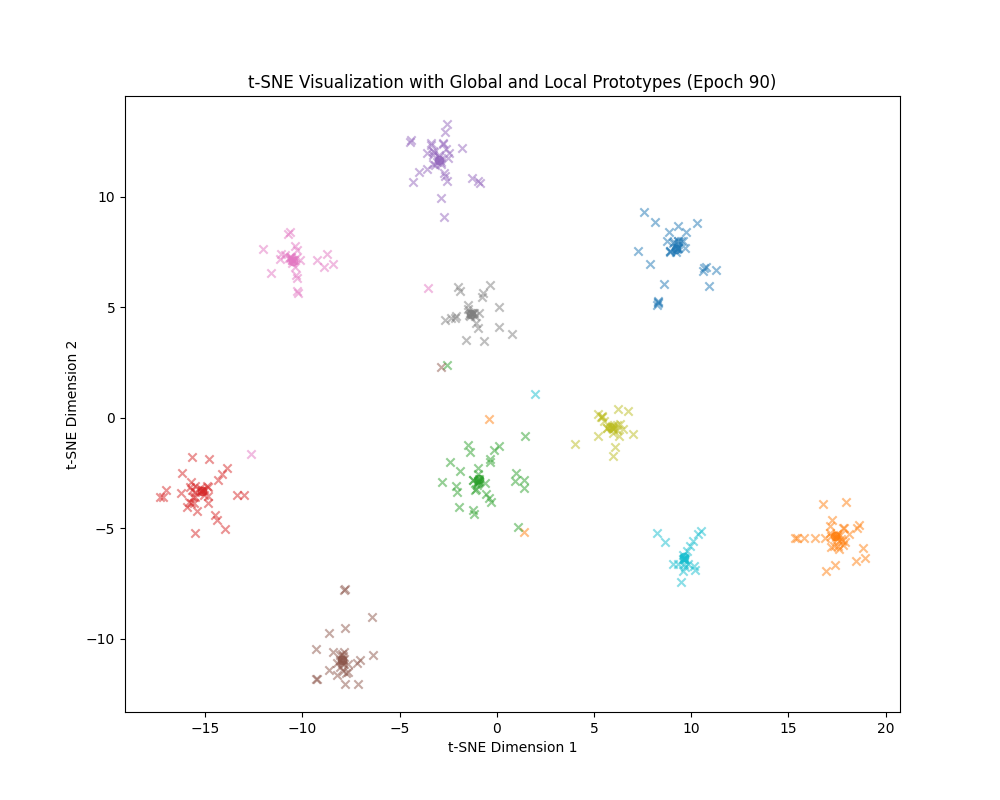 t-SNE Visualization with Global and Local Prototypes (Epoch 90)
10
5
0
−5
−10
t-SNE Dimension 2
−15 −10 −5 0 5 10 15 20
t-SNE Dimension 1